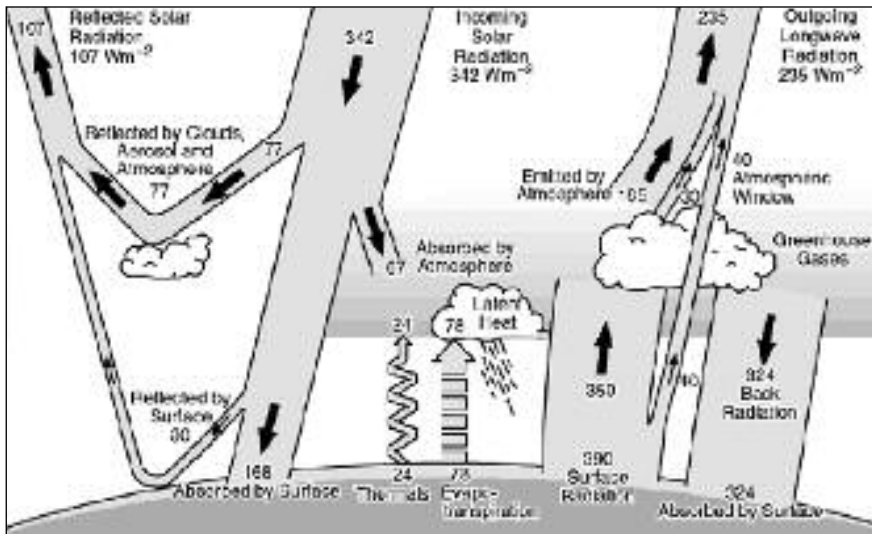 107
Reflected Solar
Radiation
107 Wm⁻²
342
Incoming
Solar
Radiation
342 Wm⁻²
235
Outgoing
Longwave
Radiation
235 Wm⁻²
Reflected by Clouds,
Aerosol and
Atmosphere
77
77
Emitted by
Atmosphere
165
30
40
Atmospheric
Window
Greenhouse
Gases
Absorbed by
Atmosphere
67
Latent
Heat
24
78
350
40
324
Back
Radiation
Reflected by
Surface
30
168
Absorbed by Surface
24
Thermals
78
Evapo-
transpiration
390
Surface
Radiation
324
Absorbed by Surface